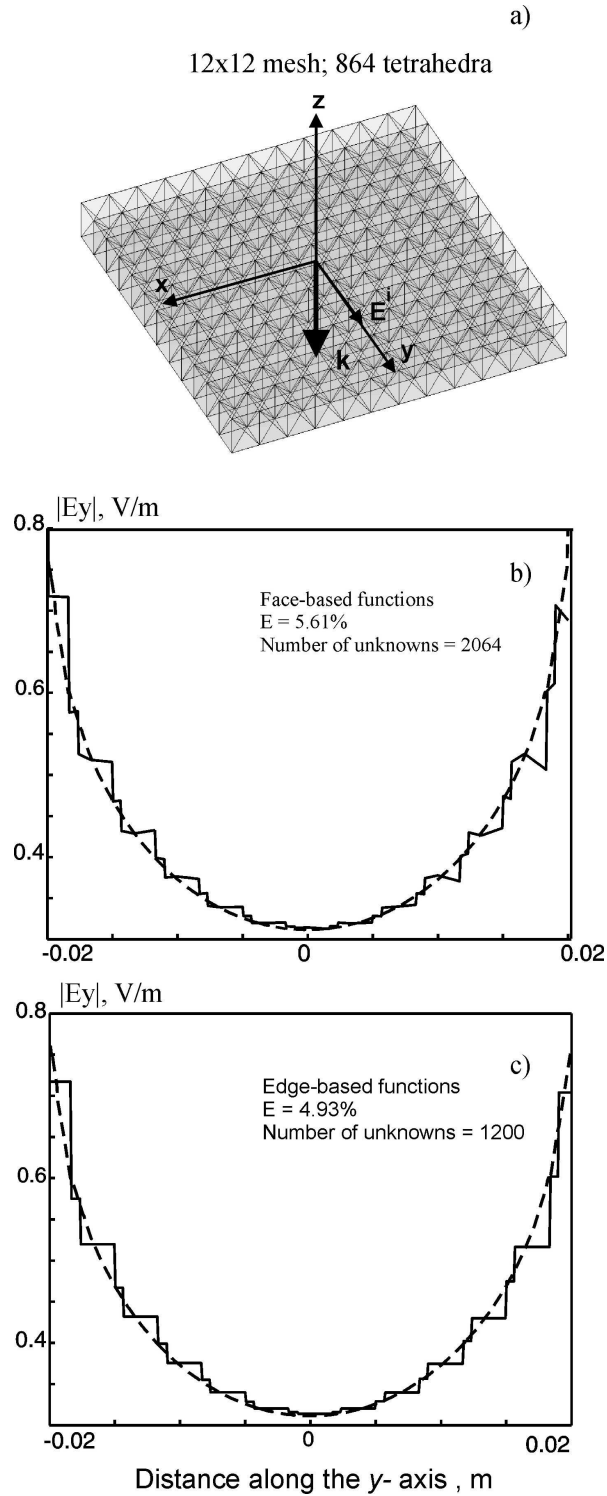 a)
12x12 mesh; 864 tetrahedra
z
x
E i
k
y
|Ey|, V/m
0.8
b)
Face-based functions
E = 5.61%
Number of unknowns = 2064
0.6
0.4
-0.02
0
0.02
|Ey|, V/m
0.8
c)
Edge-based functions
E = 4.93%
Number of unknowns = 1200
0.6
0.4
-0.02
0
0.02
Distance along the y- axis , m